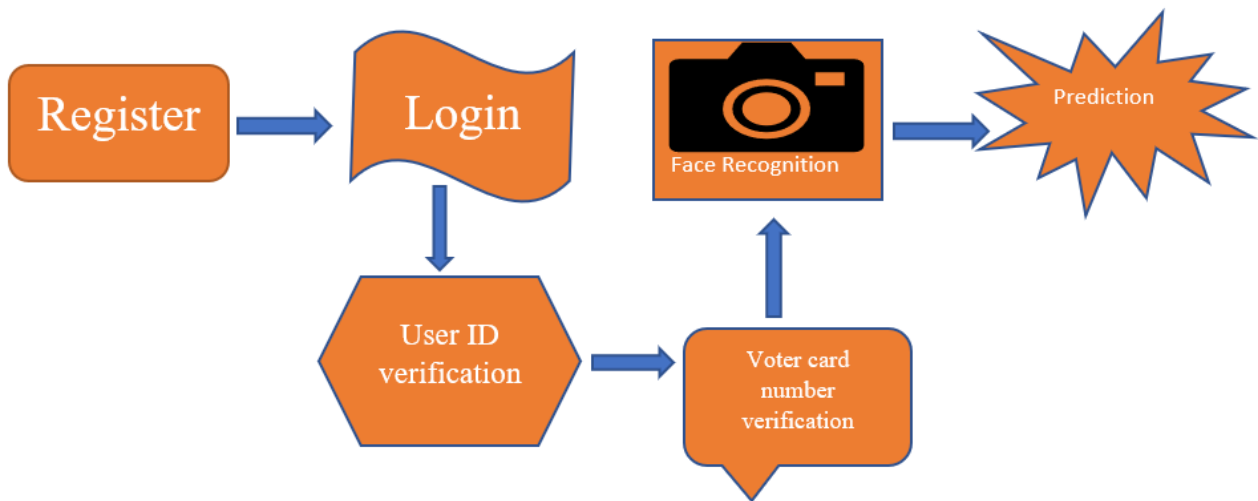 Register
Login
User ID
verification
Voter card
number
verification
Face Recognition
Prediction